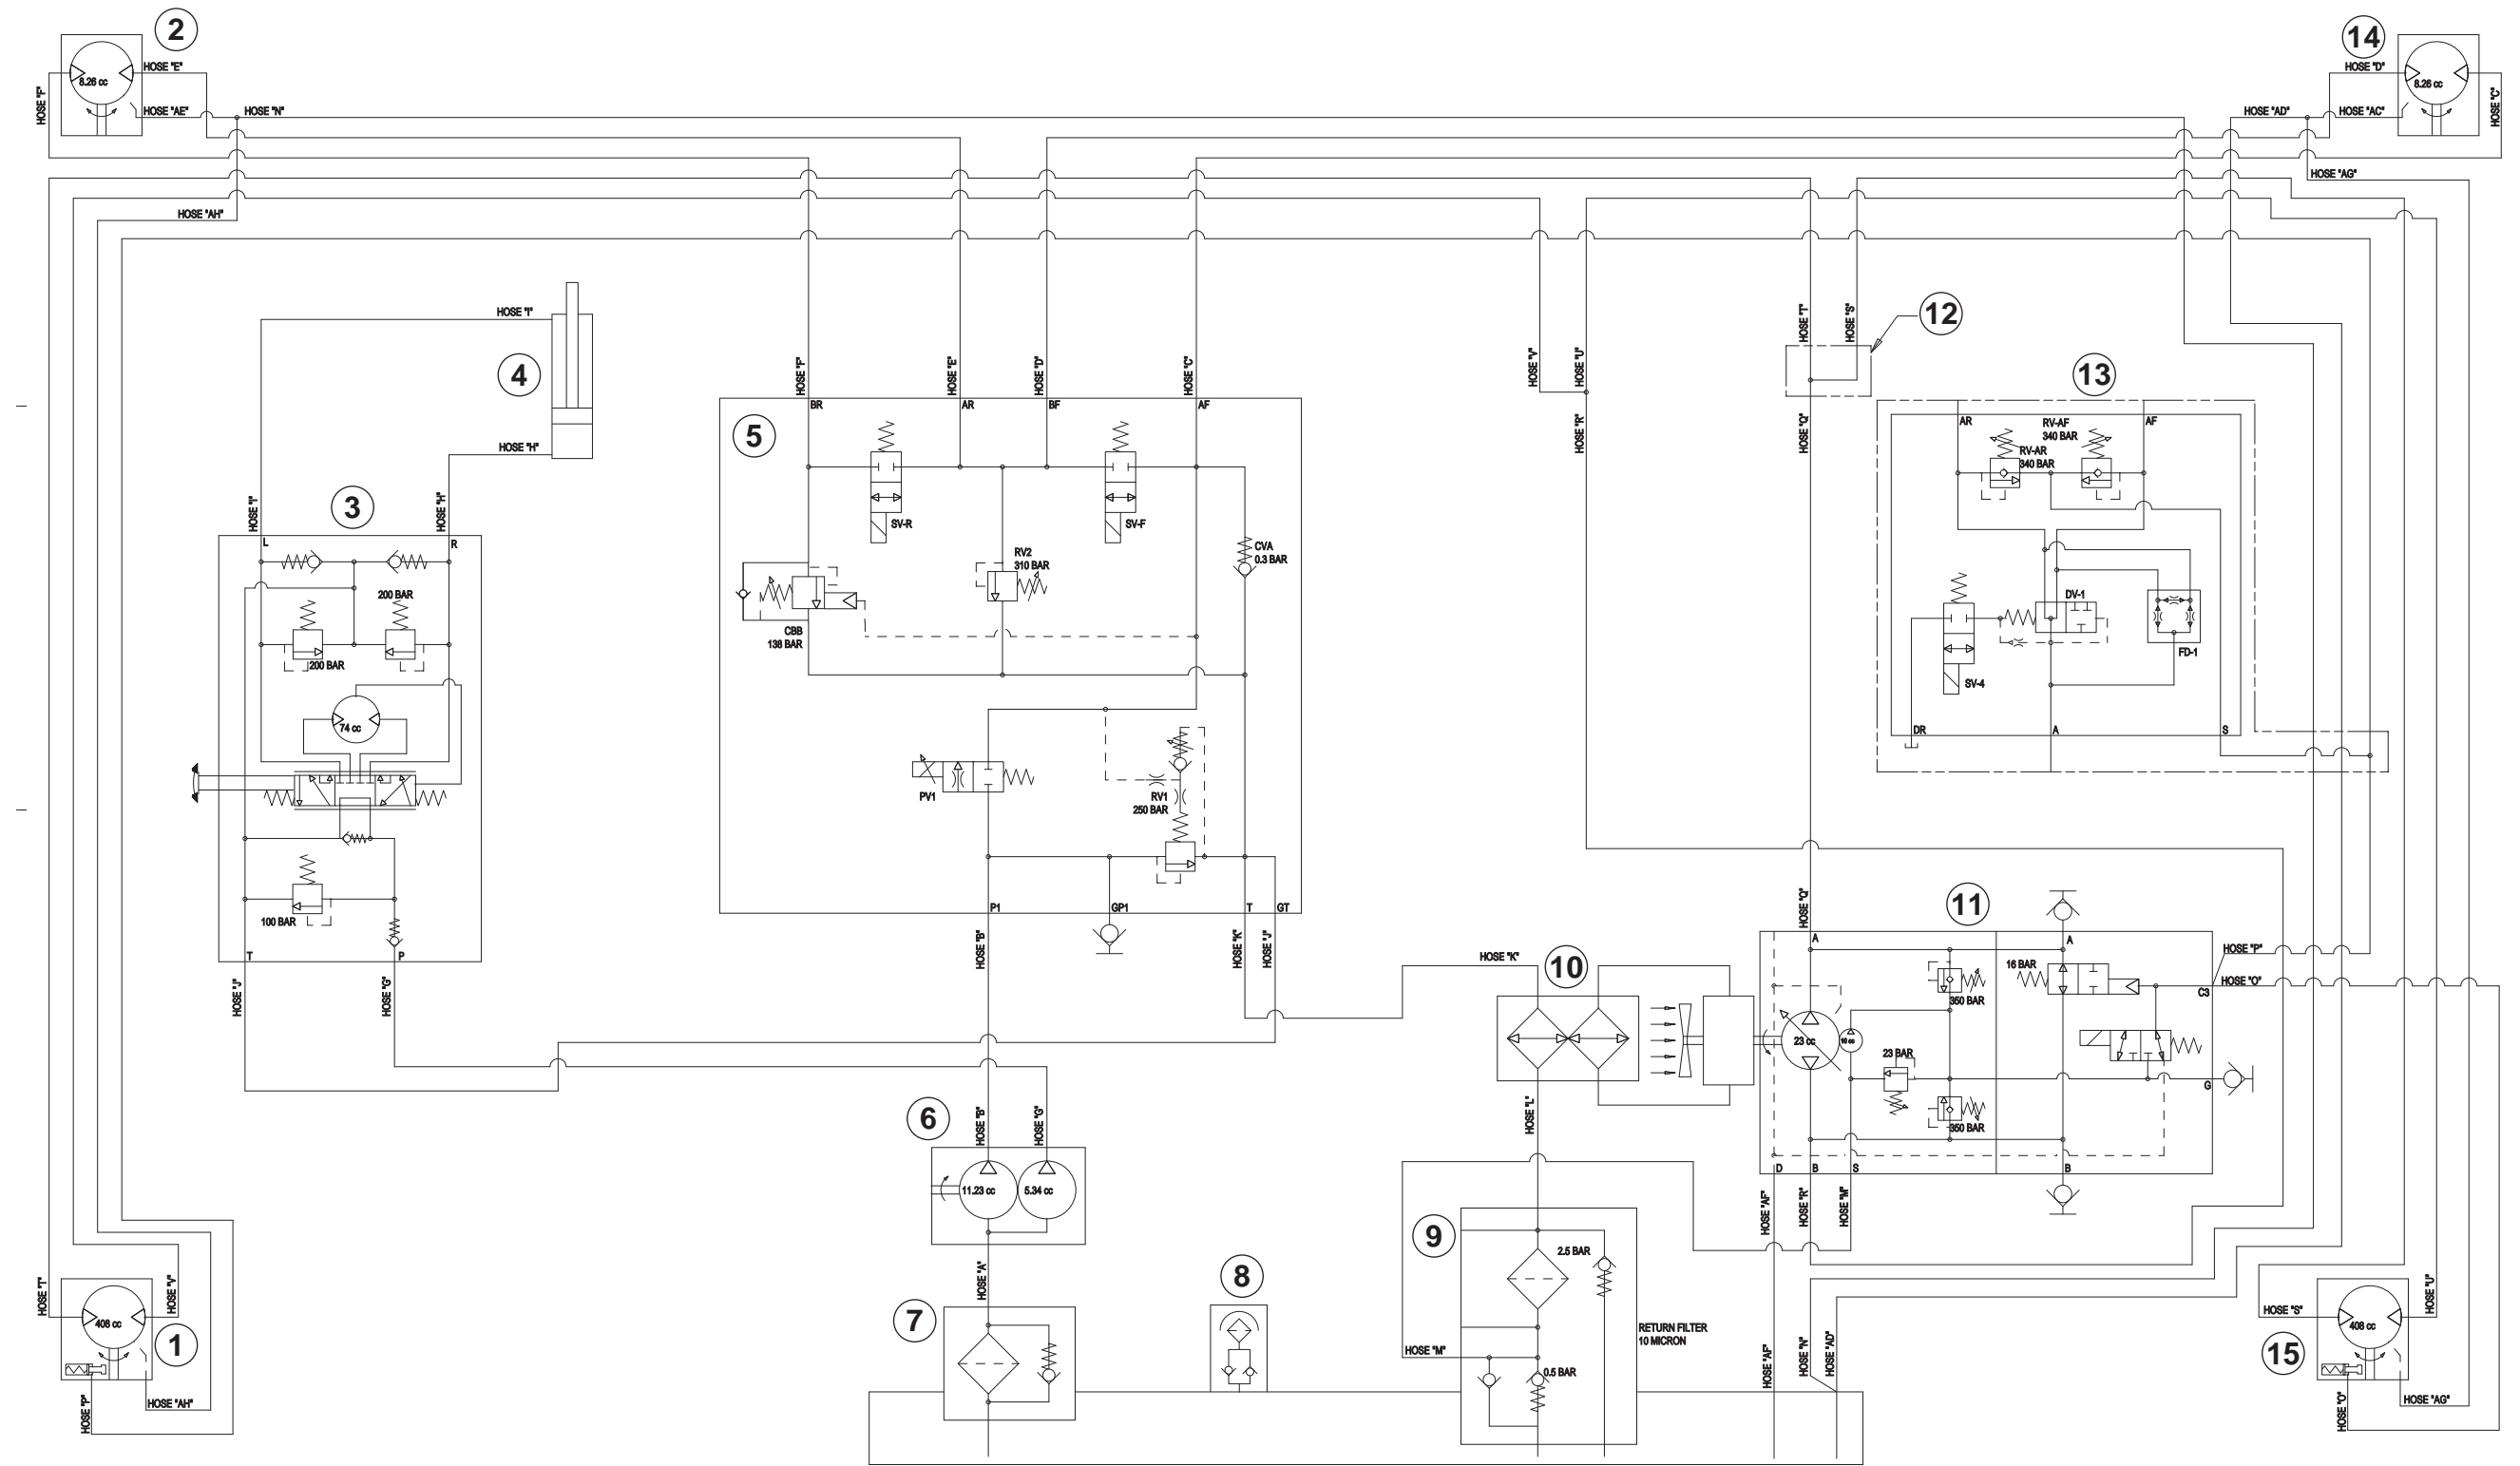 2
14
HOSE "E"
8.26 cc
HOSE "F"
HOSE "AE"
HOSE "N"
HOSE "D"
8.26 cc
HOSE "C"
HOSE "AD"
HOSE "AC"
HOSE "AG"
HOSE "AH"
HOSE "I"
4
HOSE "H"
HOSE "F"
HOSE "E"
HOSE "D"
HOSE "C"
HOSE "V"
HOSE "U"
HOSE "T"
HOSE "S"
12
13
3
HOSE "I"
HOSE "H"
L
R
200 BAR
200 BAR
74 cc
100 BAR
T
P
HOSE "J"
HOSE "G"
5
BR
AR
BF
AF
SV-R
SV-F
RV2
310 BAR
CVA
0.3 BAR
CBB
138 BAR
PV1
RV1
250 BAR
P1
GP1
T
GT
HOSE "B"
HOSE "K"
HOSE "J"
HOSE "R"
HOSE "Q"
AR
RV-AF
340 BAR
AF
RV-AR
340 BAR
DV-1
FD-1
SV-4
DR
A
S
HOSE "K"
10
HOSE "Q"
11
A
A
16 BAR
350 BAR
C3
HOSE "P"
HOSE "O"
23 cc
10 cc
23 BAR
G
350 BAR
D
B
S
B
HOSE "L"
HOSE "AF"
HOSE "R"
HOSE "M"
6
HOSE "B"
HOSE "G"
11.23 cc
5.34 cc
HOSE "A"
7
8
9
2.5 BAR
RETURN FILTER
10 MICRON
HOSE "M"
0.5 BAR
HOSE "AF"
HOSE "N"
HOSE "AD"
HOSE "T"
HOSE "V"
408 cc
1
HOSE "P"
HOSE "AH"
HOSE "S"
HOSE "U"
408 cc
15
HOSE "O"
HOSE "AG"